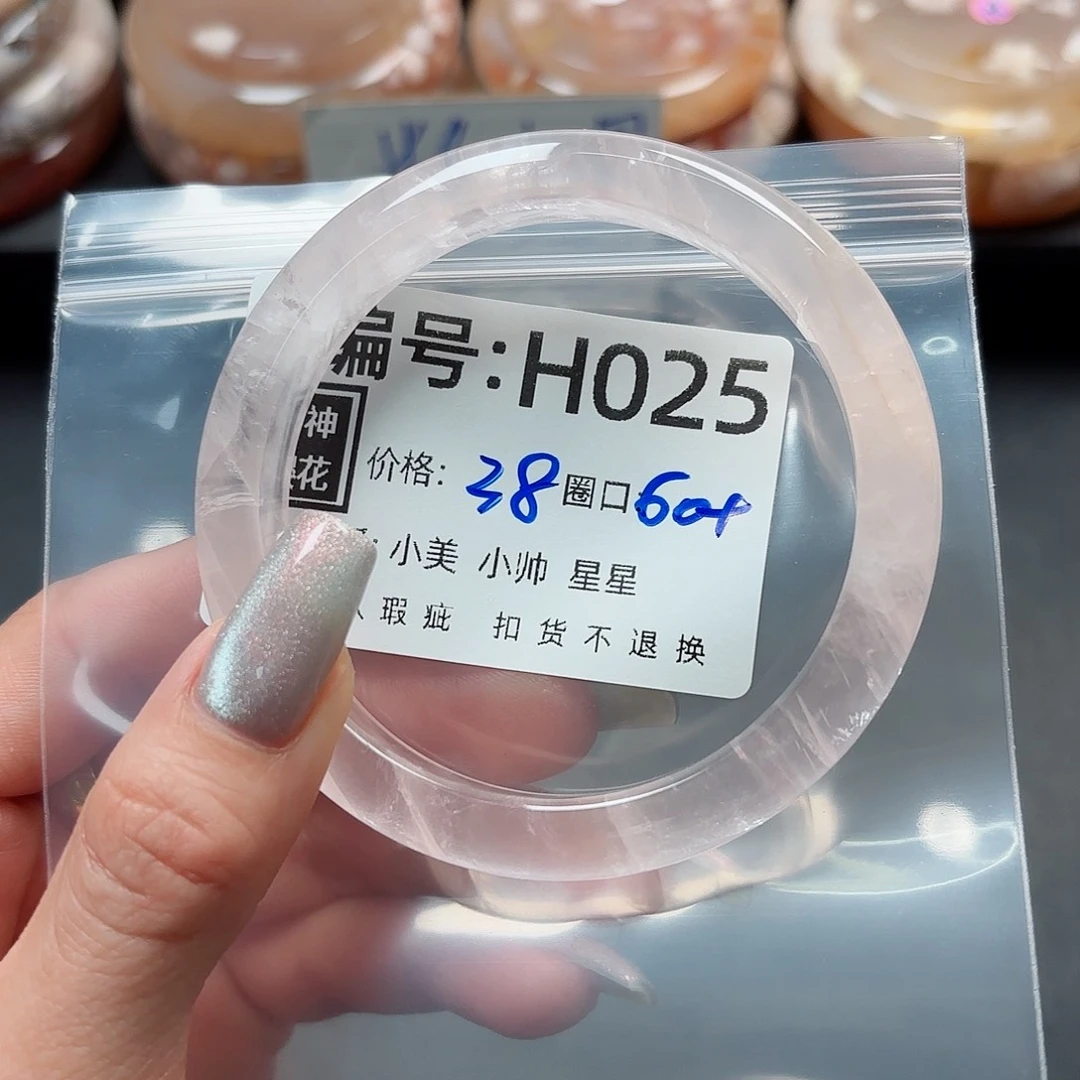 编号:H025
神
花
价格: 38 圈口 60+
小美 小帅 星星
瑕疵 扣货不退换